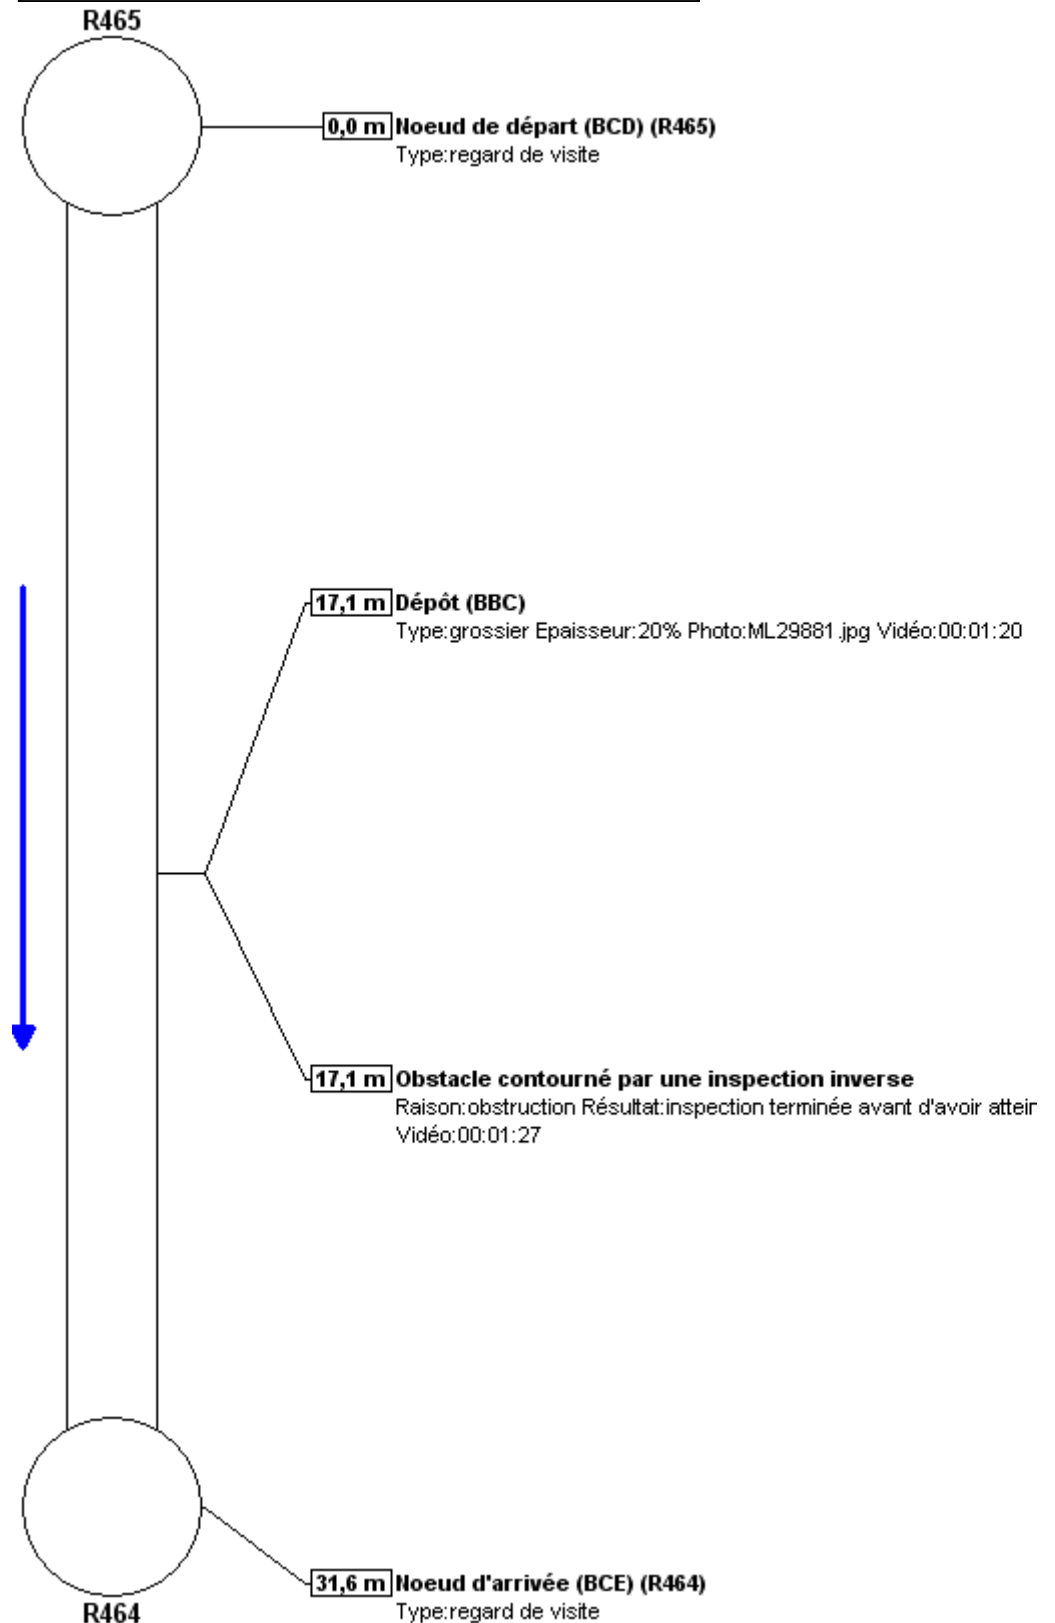 R465
0,0 m Noeud de départ (BCD) (R465)
Type:regard de visite
17,1 m Dépôt (BBC)
Type:grossier Epaisseur:20% Photo:ML29881.jpg Vidéo:00:01:20
17,1 m Obstacle contourné par une inspection inverse
Raison:obstruction Résultat:inspection terminée avant d'avoir
Vidéo:00:01:27
31,6 m Noeud d'arrivée (BCE) (R464)
R464
Type:regard de visite